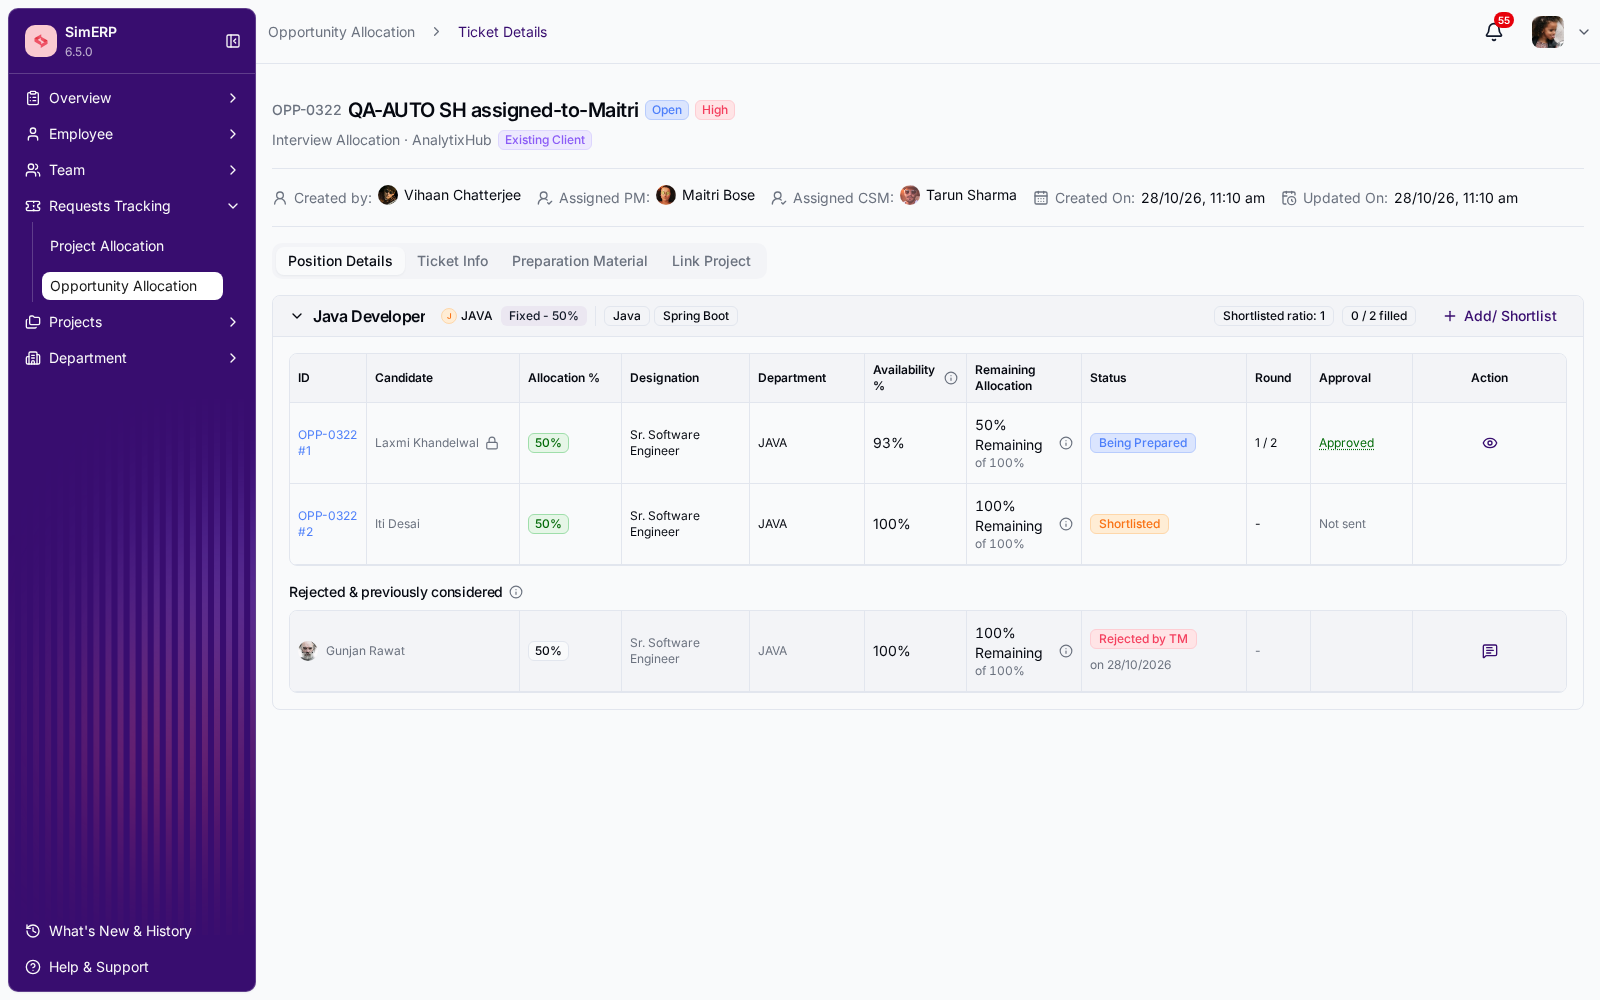 SimERP
6.5.0
Overview
Employee
Team
Requests Tracking
Project Allocation
Opportunity Allocation
Projects
Department
What's New & History
Help & Support
Opportunity Allocation > Ticket Details
55
OPP-0322 QA-AUTO SH assigned-to-Maitri Open High
Interview Allocation · AnalytixHub Existing Client
Created by: Vihaan Chatterjee Assigned PM: Maitri Bose Assigned CSM: Tarun Sharma Created On: 28/10/26, 11:10 am Updated On: 28/10/26, 11:10 am
Position Details Ticket Info Preparation Material Link Project
Java Developer J JAVA Fixed - 50% Java Spring Boot Shortlisted ratio: 1 0 / 2 filled + Add/ Shortlist
ID Candidate Allocation % Designation Department Availability % Remaining Allocation Status Round Approval Action
OPP-0322 #1 Laxmi Khandelwal 50% Sr. Software Engineer JAVA 93% 50% Remaining of 100% Being Prepared 1 / 2 Approved
OPP-0322 #2 Iti Desai 50% Sr. Software Engineer JAVA 100% 100% Remaining of 100% Shortlisted - Not sent
Rejected & previously considered
Gunjan Rawat 50% Sr. Software Engineer JAVA 100% 100% Remaining of 100% Rejected by TM on 28/10/2026 -